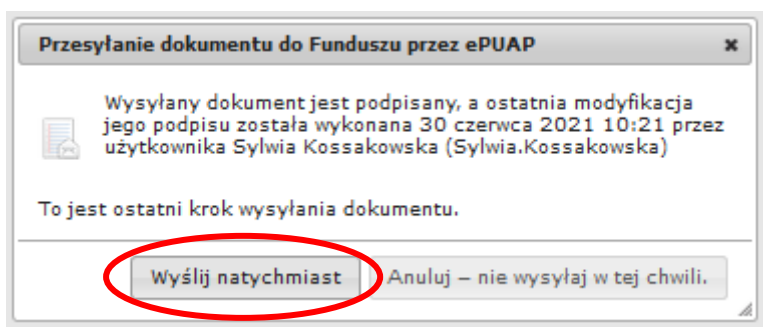 Przesyłanie dokumentu do Funduszu przez ePUAP
Wysyłany dokument jest podpisany, a ostatnia modyfikacja
jego podpisu została wykonana 30 czerwca 2021 10:21 przez
użytkownika Sylwia Kossakowska (Sylwia.Kossakowska)
To jest ostatni krok wysyłania dokumentu.
Wyślij natychmiast
Anuluj – nie wysyłaj w tej chwili.